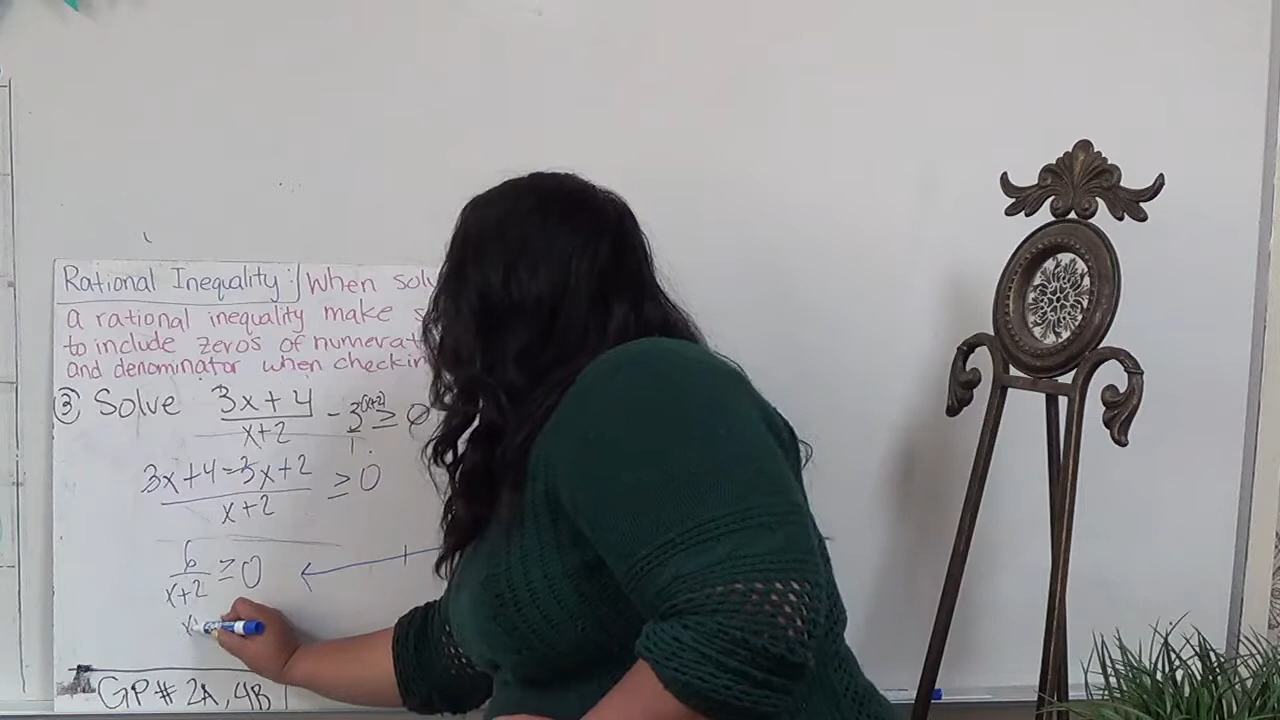 Rational Inequality: When solv
a rational inequality make s
to include zeros of numerat
and denominator when checkin
③ Solve 3x+4/x+2 - 3(x+2)/1 ≥ 0
3x+4-3x+2/x+2 ≥ 0
6/x+2 ≥ 0
x
GP# 2A, 4B